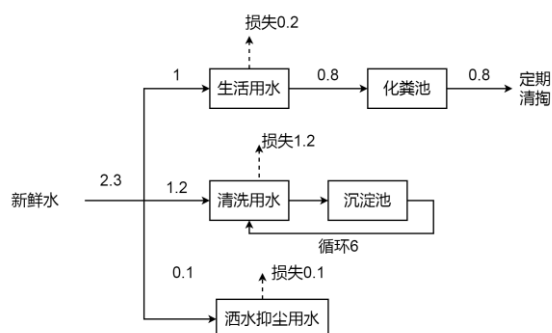 损失0.2
1
生活用水
0.8
化粪池
0.8
定期
清掏
损失1.2
新鲜水
2.3
1.2
清洗用水
沉淀池
循环6
0.1
损失0.1
洒水抑尘用水